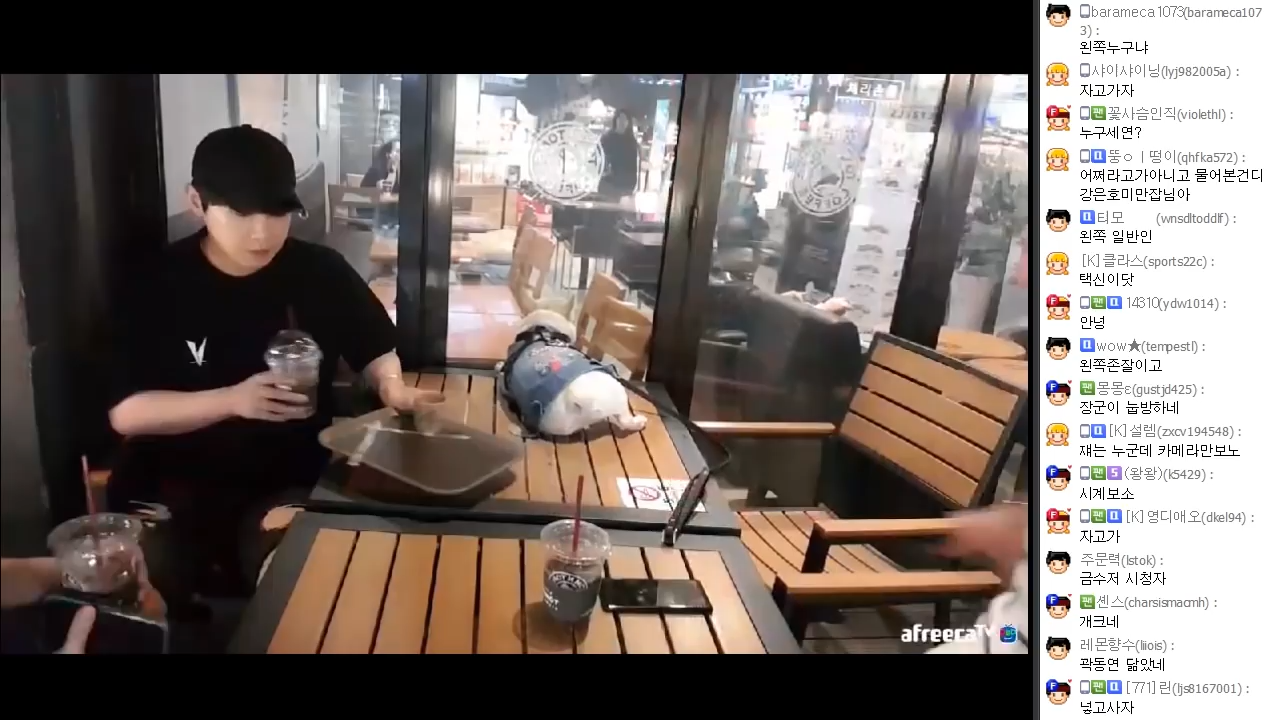 COFFEE
afreecaTV
barameca1073(barameca107
3) :
왼쪽누구냐
샤이샤이닝(lyj982005a) :
자고가자
팬 꽃사슴인직(violethl) :
누구세연?
뚱ㅇㅣ떵이(qhfka572) :
어쩌라고가아니고 물어본건디
강은호미만잡님아
티모 (wnsdltoddlf) :
왼쪽 일반인
[K]클라스(sports22c) :
택신이닷
팬 14310(ydw1014) :
안녕
wow★(tempestl) :
왼쪽존잘이고
팬 몽몽ε(gustjd425) :
장군이 눕방하네
[K]설렘(zxcv194548) :
쟤는 누군데 카메라만보노
팬 S (왕왕)(k5429) :
시계보소
팬 [K]영디애오(dkel94) :
자고가
주문력(lstok) :
금수저 시청자
팬 센스(charsismacmh) :
개크네
레몬향수(liiois) :
곽동연 닮았네
팬 [771]린(ljs8167001) :
넣고사자